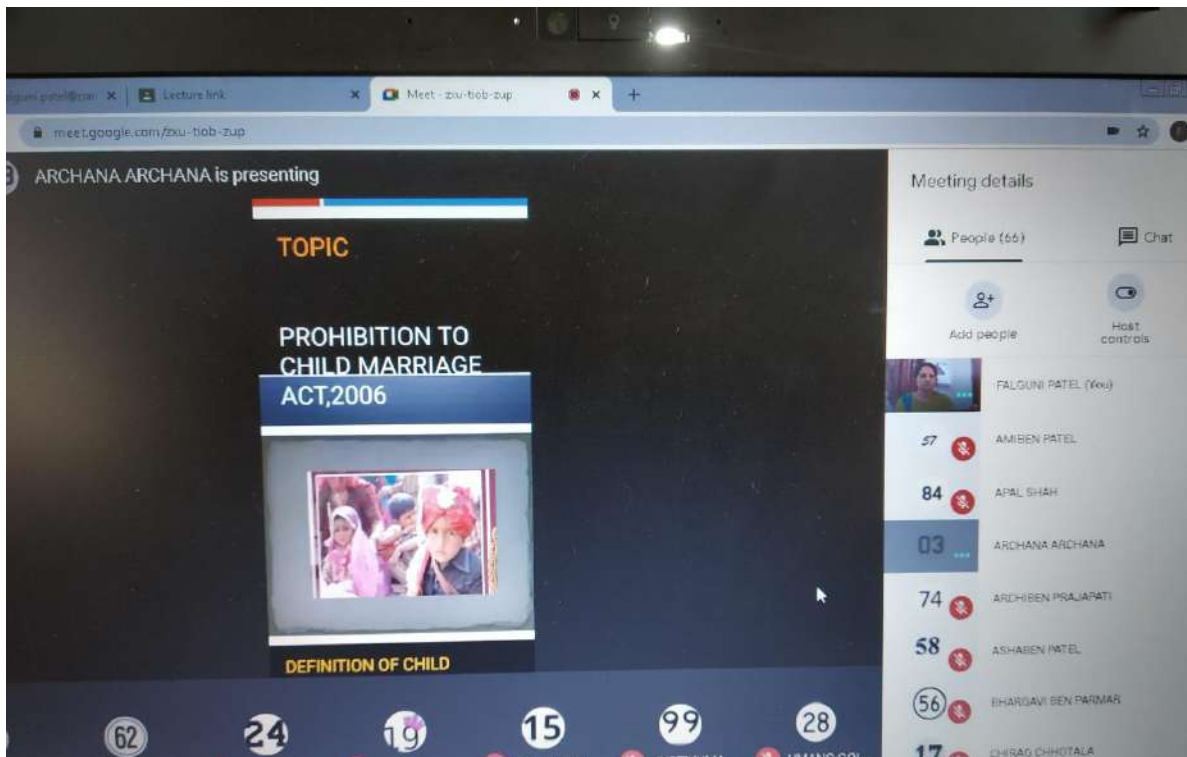 Lecture link
Meet - zxu-tiob-zup
meet.google.com/zxu-tiob-zup
ARCHANA ARCHANA is presenting
TOPIC
PROHIBITION TO
CHILD MARRIAGE
ACT,2006
DEFINITION OF CHILD
62
24
19
15
99
28
Meeting details
People (66)
Chat
Add people
Host
controls
FALGUNI PATEL (You)
57
AMIBEN PATEL
84
APAL SHAH
03
ARCHANA ARCHANA
74
ARCHIBEN PRAJAPATI
58
ASHABEN PATEL
56
BHARGAVI BEN PARMAR
17
CHIRAG CHHOTALA